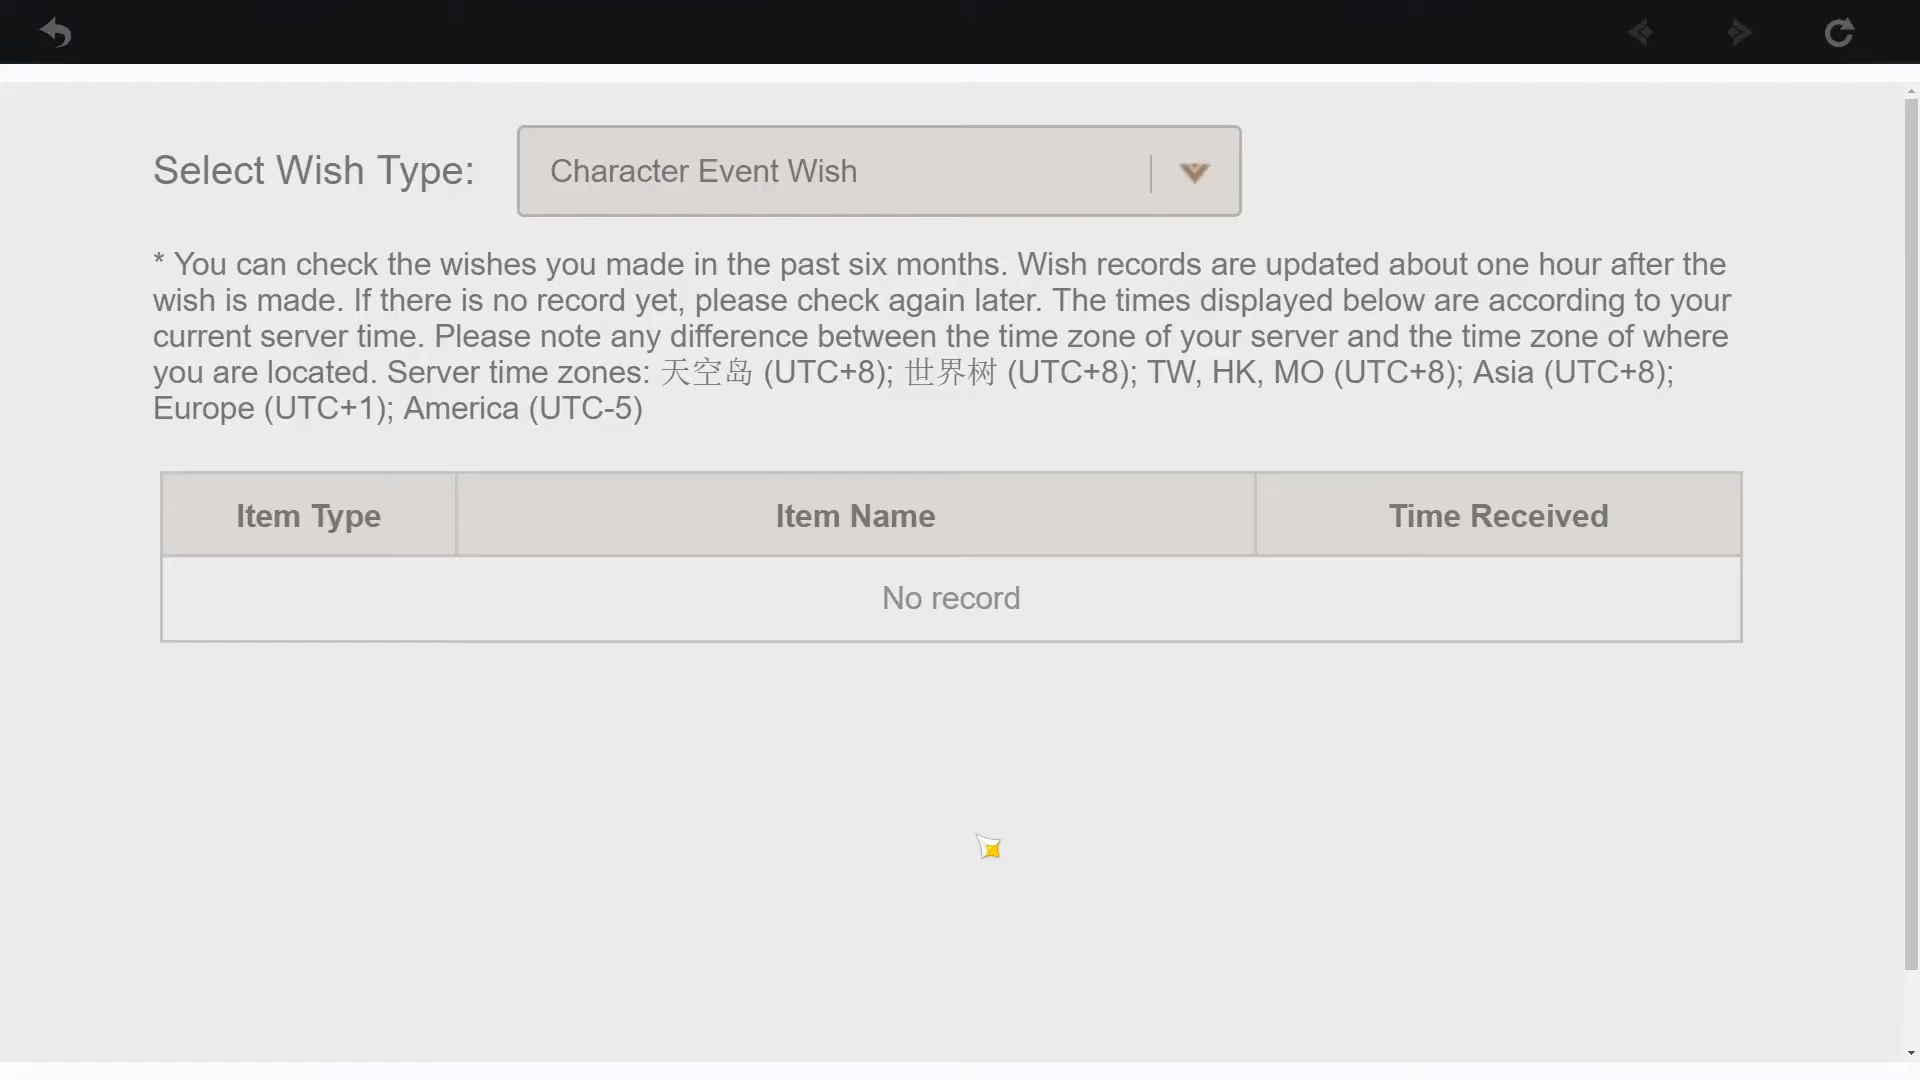 Select Wish Type:
Character Event Wish
* You can check the wishes you made in the past six months. Wish records are updated about one hour after the
wish is made. If there is no record yet, please check again later. The times displayed below are according to your
current server time. Please note any difference between the time zone of your server and the time zone of where
you are located. Server time zones: 天空岛 (UTC+8); 世界树 (UTC+8); TW, HK, MO (UTC+8); Asia (UTC+8);
Europe (UTC+1); America (UTC-5)
Item Type
Item Name
Time Received
No record